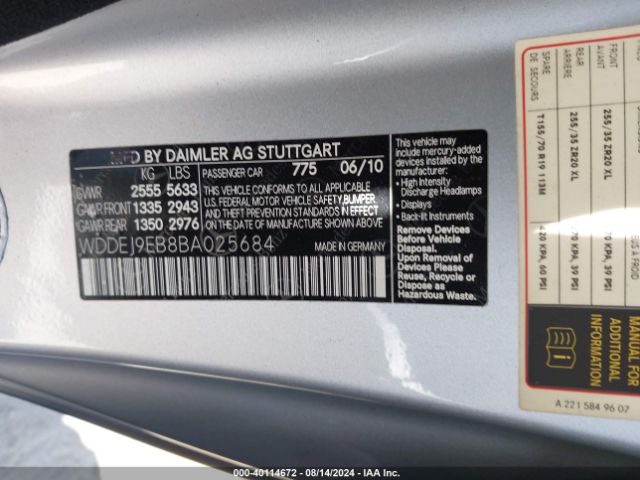 MFD BY DAIMLER AG STUTTGART
KG LBS PASSENGER CAR 775 06/10
GVWR 2555 5633
GAWR FRONT 1335 2943
GAWR REAR 1350 2976
THIS VEHICLE CONFORMS TO ALL APPLICABLE
U.S. FEDERAL MOTOR VEHICLE SAFETY,BUMPER,
AND THEFT PREVENTION STANDARDS IN EFFECT
ON THE DATE OF MANUFACTURE SHOWN ABOVE.
WDDEJ9EB8BA025684
MADE IN GERMANY
This vehicle may
include mercury-added
devices installed by
the manufacturer:
- High Intensity
Discharge Headlamps
- Displays
- Back-lit Instruments
Remove Devices
Before Vehicle
Disposal.
Upon Removal of
Devices Please
Reuse, Recycle or
Dispose as
Hazardous Waste.
FRONT
AVANT
255/35 ZR20 XL
KPA, 39 PSI
REAR
ARRIERE
255/35 ZR20 XL
KPA, 39 PSI
SPARE
DE SECOURS
T155/70 R19 113M
420 KPA, 60 PSI
MANUAL FOR
ADDITIONAL
INFORMATION
A 221 584 96 07
000-40114672 - 08/14/2024 - IAA Inc.